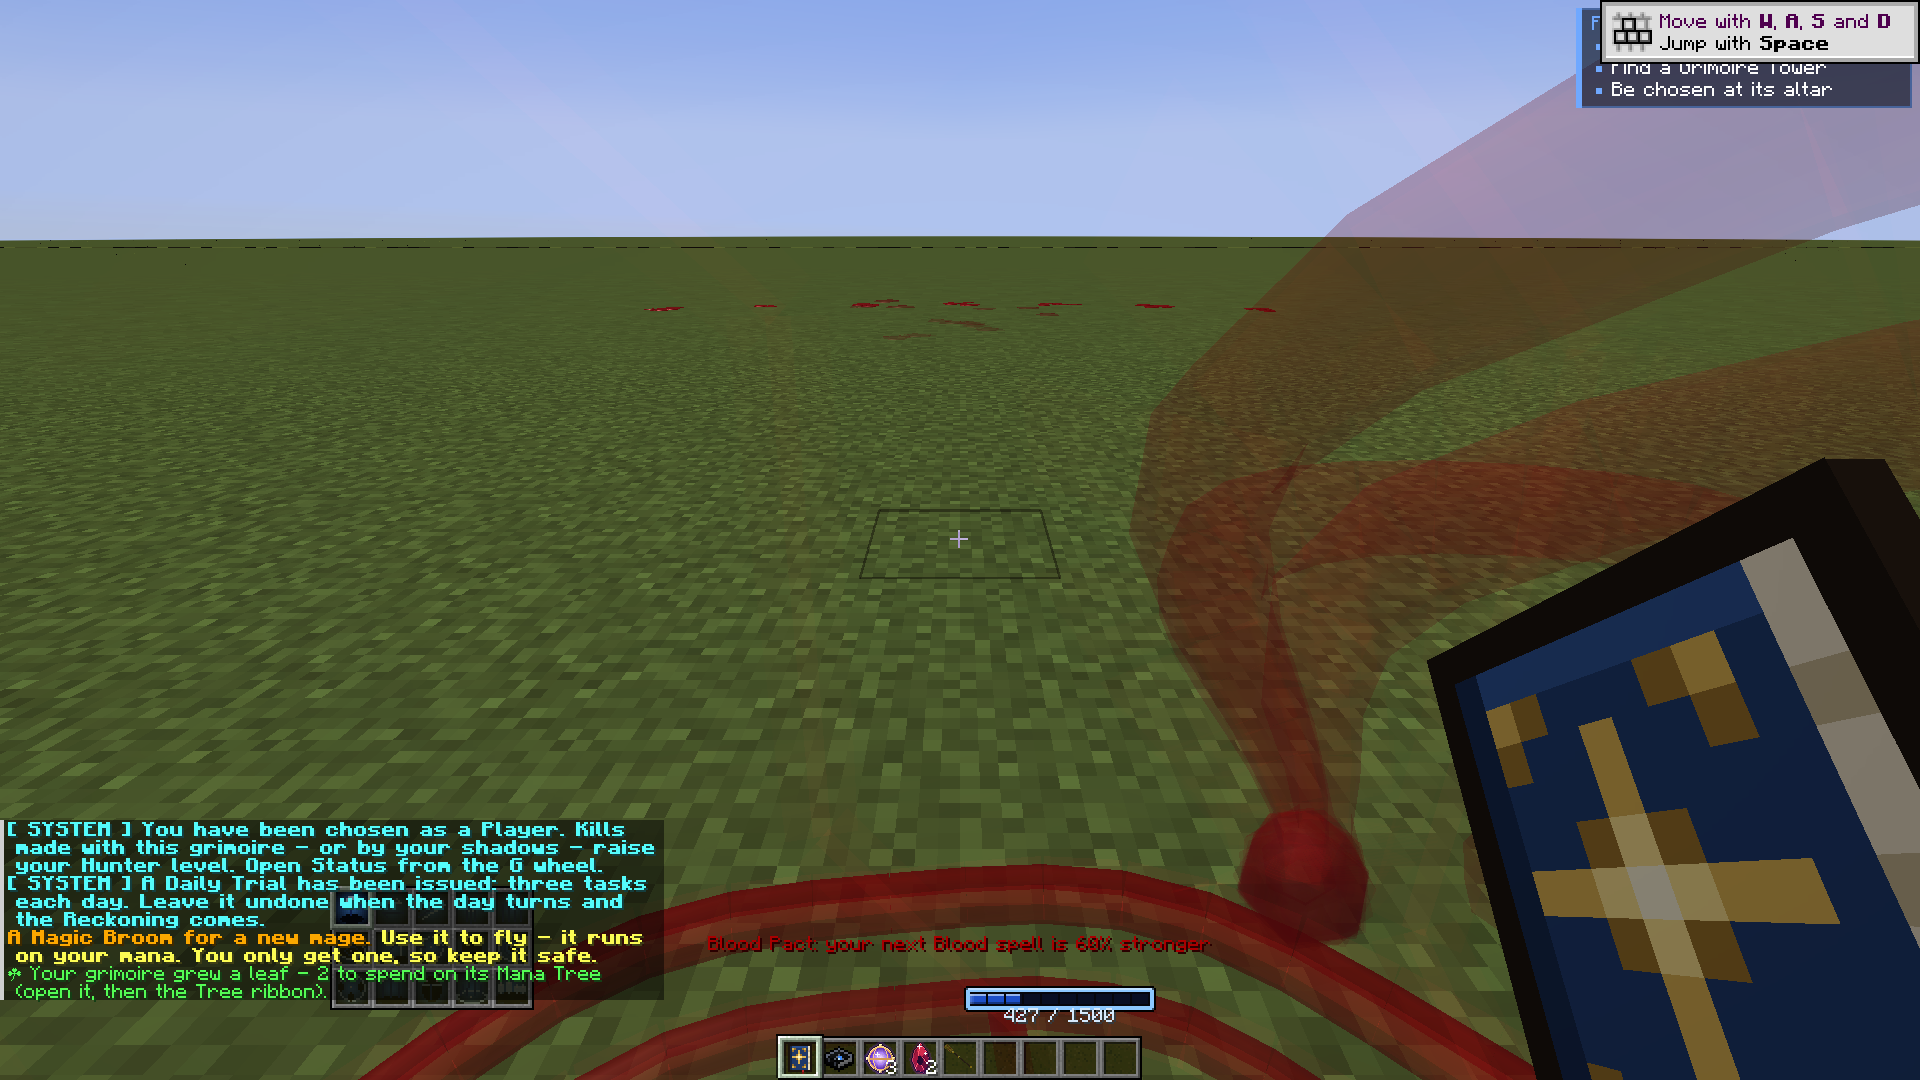 Move with W, A, S and D
Jump with Space
F
Find a Grimoire Tower
Be chosen at its altar
[ SYSTEM ] You have been chosen as a Player. Kills
made with this grimoire - or by your shadows - raise
your Hunter level. Open Status from the G wheel.
[ SYSTEM ] A Daily Trial has been issued: three tasks
each day. Leave it undone when the day turns and
the Reckoning comes.
A Magic Broom for a new mage. Use it to fly - it runs
on your mana. You only get one, so keep it safe.
☘ Your grimoire grew a leaf - 2 to spend on its Mana Tree
(open it, then the Tree ribbon).
Blood Pact: your next Blood spell is 60% stronger
427 / 1500
3
2